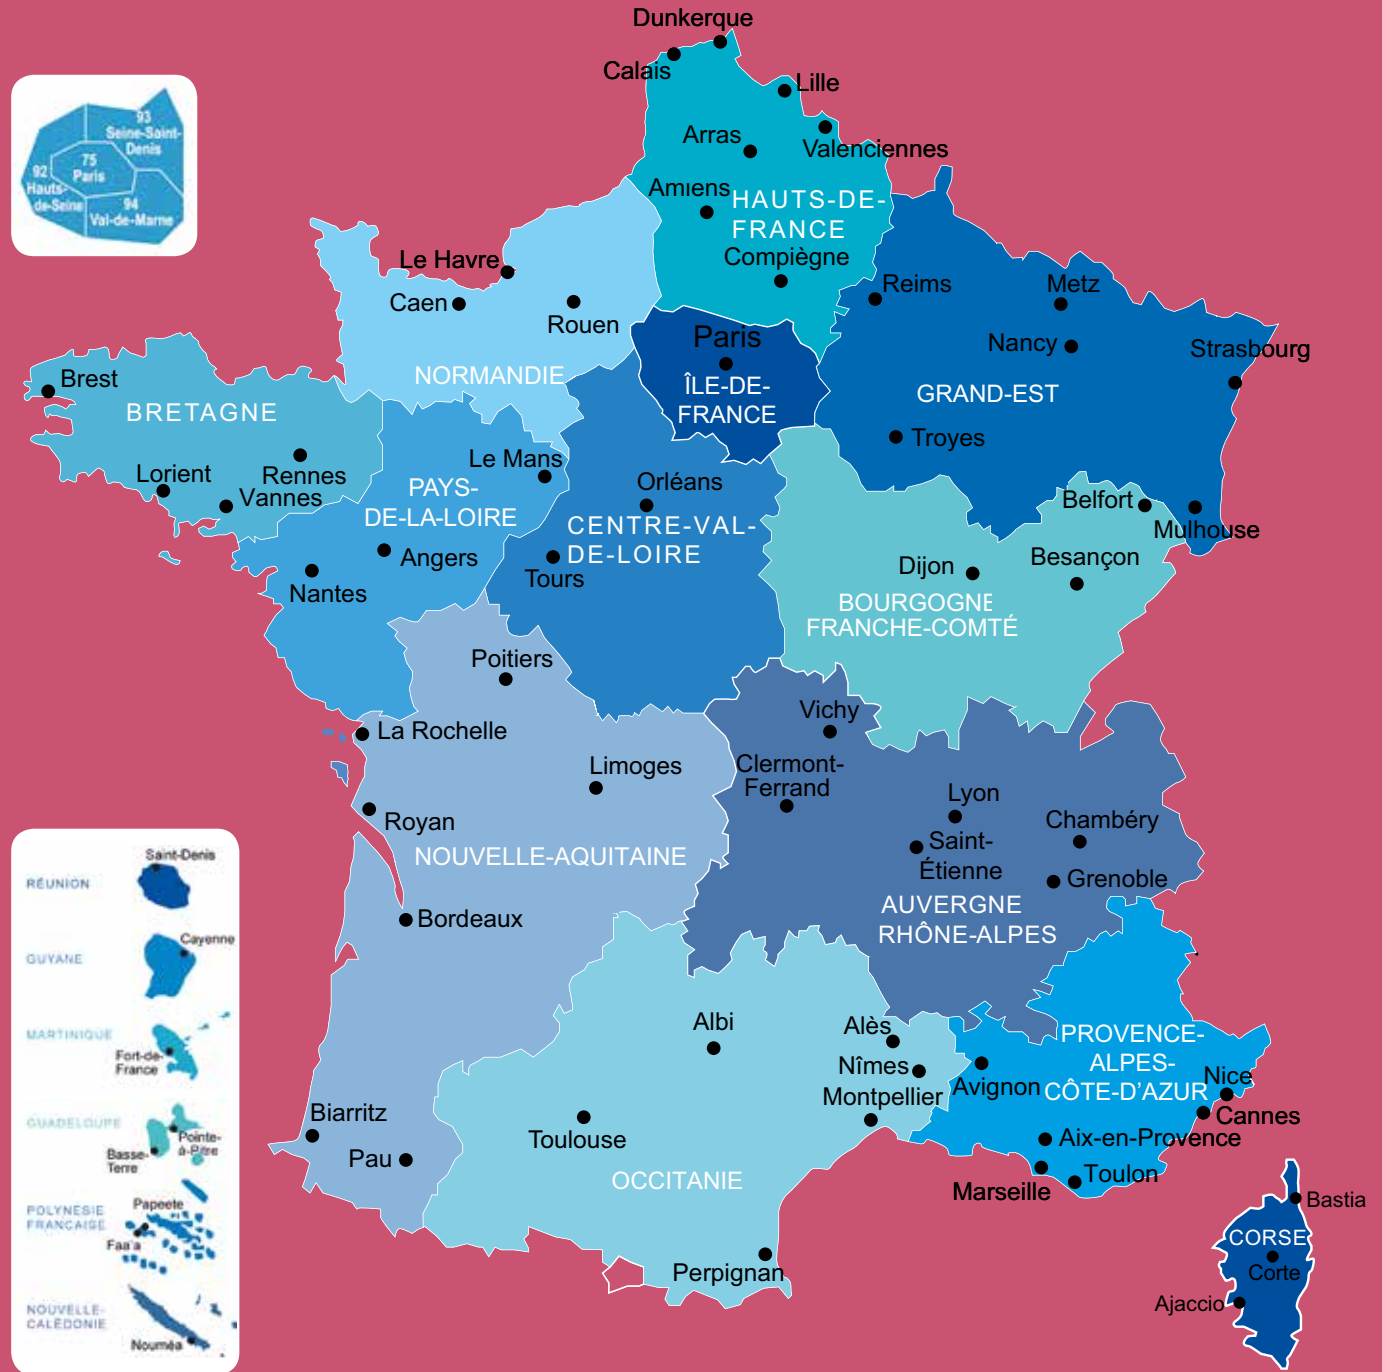 Dunkerque
Calais
Lille
Arras
Valenciennes
Amiens
HAUTS-DE-
FRANCE
Compiègne
93
Seine-Saint-
Denis
75
Paris
92
Hauts-
de-Seine
94
Val-de-Marne
Le Havre
Caen
Rouen
NORMANDIE
Reims
Metz
Nancy
Strasbourg
GRAND-EST
Troyes
Mulhouse
Paris
ÎLE-DE-
FRANCE
Brest
BRETAGNE
Rennes
Lorient
Vannes
Le Mans
PAYS-
DE-LA-LOIRE
Angers
Nantes
Orléans
CENTRE-VAL-
DE-LOIRE
Tours
Belfort
Besançon
Dijon
BOURGOGNE
FRANCHE-COMTÉ
Poitiers
La Rochelle
Limoges
Royan
NOUVELLE-AQUITAINE
Bordeaux
Biarritz
Pau
Vichy
Clermont-
Ferrand
Lyon
Chambéry
Saint-
Étienne
Grenoble
AUVERGNE
RHÔNE-ALPES
Albi
Alès
Nîmes
Montpellier
Toulouse
OCCITANIE
Perpignan
PROVENCE-
ALPES-
CÔTE-D'AZUR
Avignon
Nice
Cannes
Aix-en-Provence
Marseille
Toulon
Bastia
CORSE
Corte
Ajaccio
Saint-Denis
RÉUNION
Cayenne
GUYANE
MARTINIQUE
Fort-de-
France
GUADELOUPE
Pointe-
à-Pitre
Basse-
Terre
Papeete
POLYNÉSIE
FRANÇAISE
Faa'a
NOUVELLE-
CALÉDONIE
Nouméa